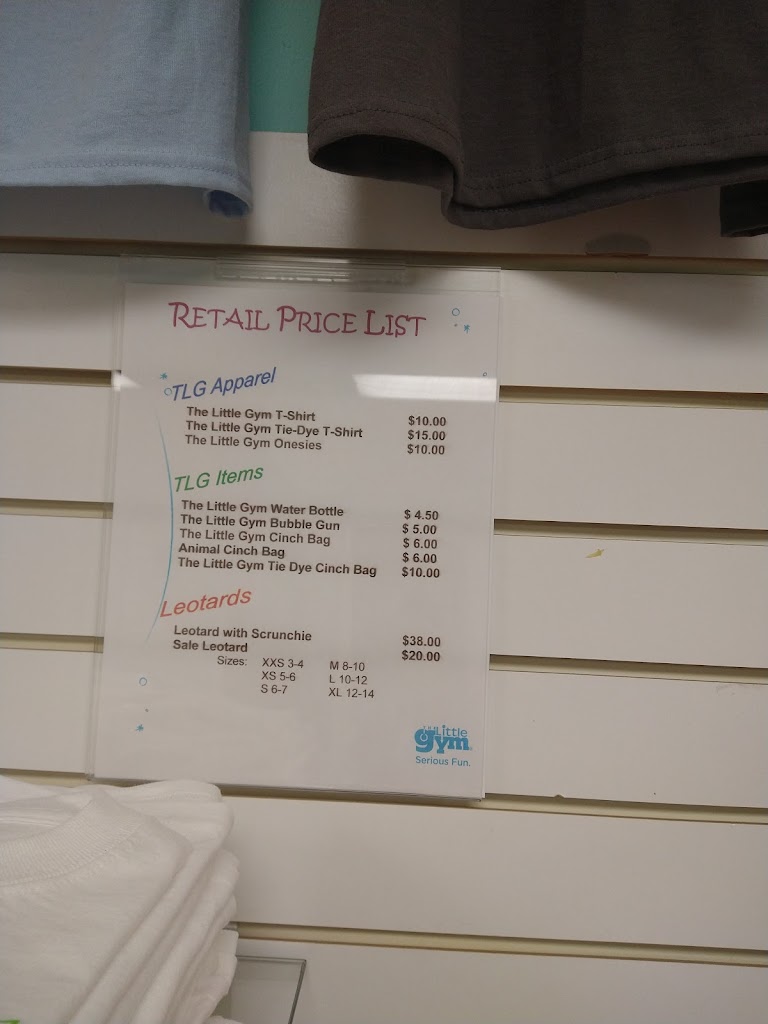 RETAIL PRICE LIST
TLG Apparel
The Little Gym T-Shirt $10.00
The Little Gym Tie-Dye T-Shirt $15.00
The Little Gym Onesies $10.00
TLG Items
The Little Gym Water Bottle $ 4.50
The Little Gym Bubble Gun $ 5.00
The Little Gym Cinch Bag $ 6.00
Animal Cinch Bag $ 6.00
The Little Gym Tie Dye Cinch Bag $10.00
Leotards
Leotard with Scrunchie $38.00
Sale Leotard $20.00
Sizes: XXS 3-4 M 8-10
XS 5-6 L 10-12
S 6-7 XL 12-14
THE Little
gym
Serious Fun.